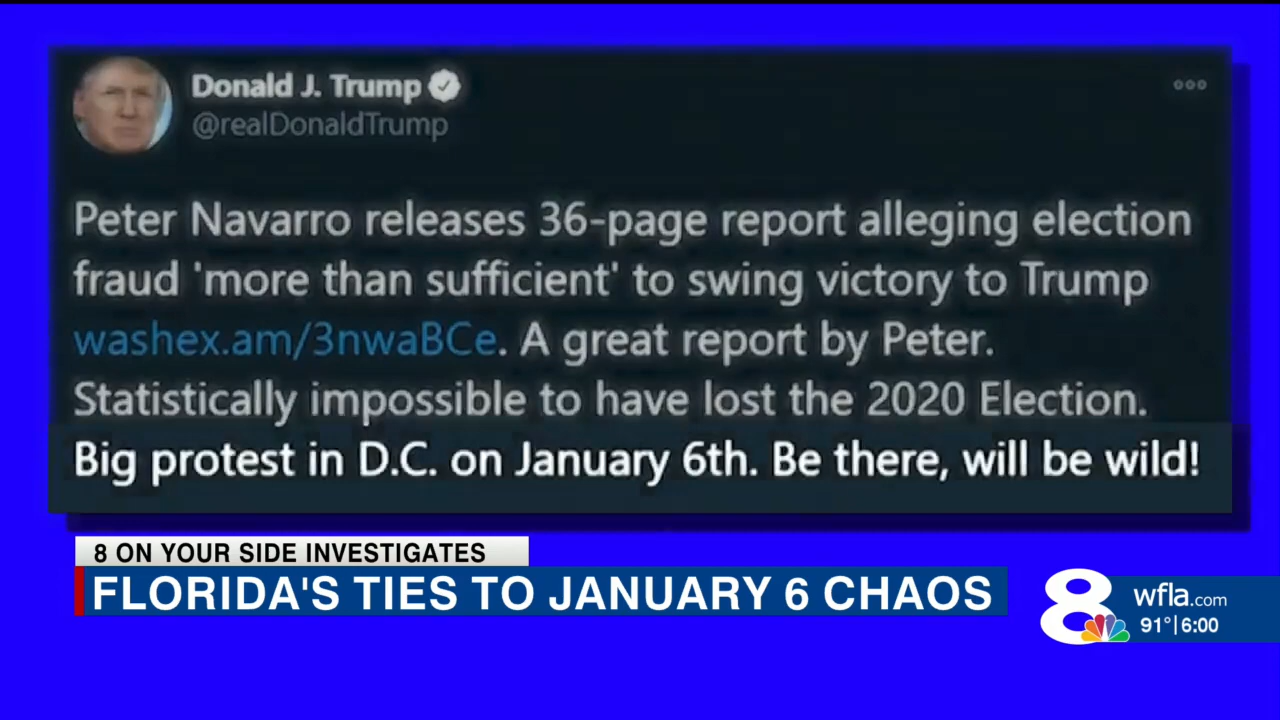 Donald J. Trump
@realDonaldTrump
Peter Navarro releases 36-page report alleging election
fraud 'more than sufficient' to swing victory to Trump
washex.am/3nwaBCe. A great report by Peter.
Statistically impossible to have lost the 2020 Election.
Big protest in D.C. on January 6th. Be there, will be wild!
8 ON YOUR SIDE INVESTIGATES
FLORIDA'S TIES TO JANUARY 6 CHAOS
8
wfla.com
91°|6:00